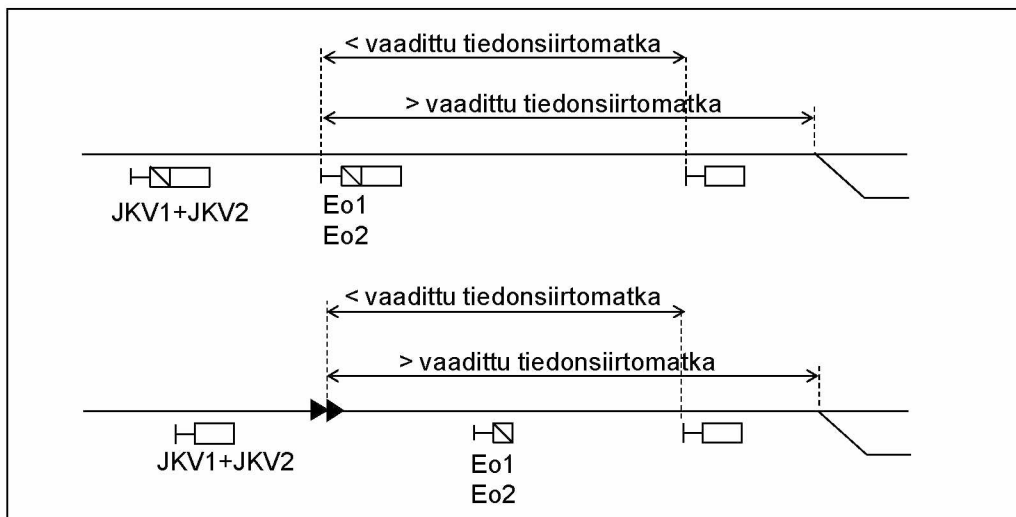 < vaadittu tiedonsiirtomatka
> vaadittu tiedonsiirtomatka
JKV1+JKV2
Eo1
Eo2
< vaadittu tiedonsiirtomatka
> vaadittu tiedonsiirtomatka
JKV1+JKV2
Eo1
Eo2